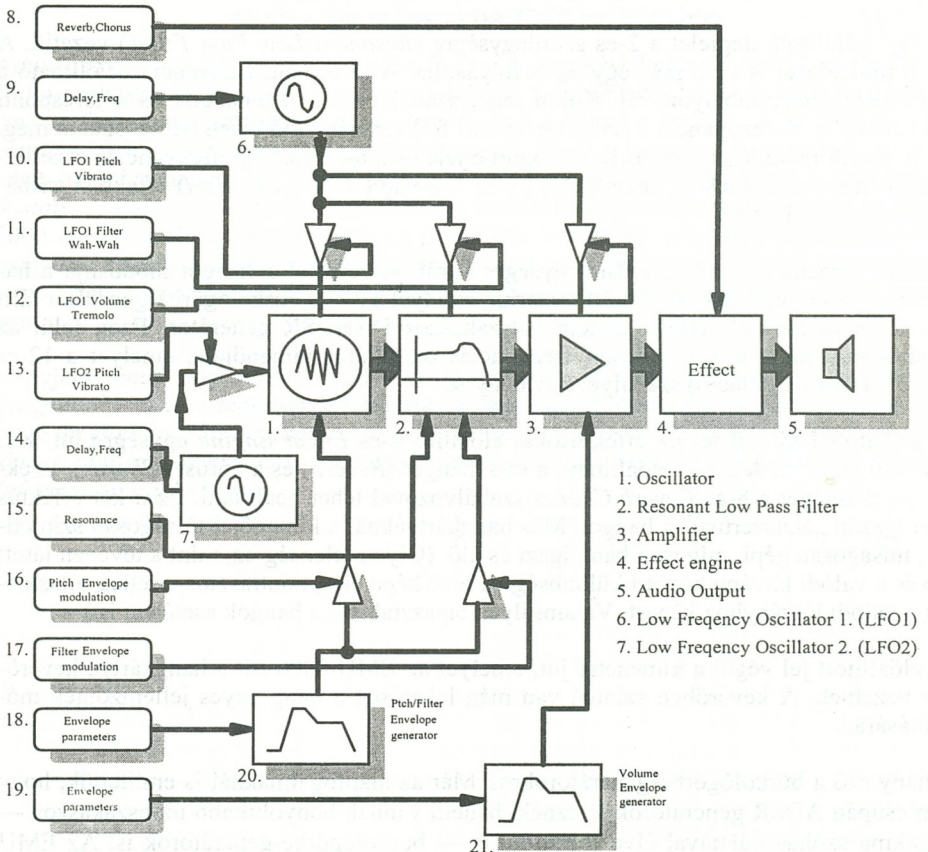 8.
Reverb,Chorus
9.
Delay,Freq
6.
10.
LFO1 Pitch
Vibrato
11.
LFO1 Filter
Wah-Wah
12.
LFO1 Volume
Tremolo
13.
LFO2 Pitch
Vibrato
Effect
1.
2.
3.
4.
5.
14.
Delay,Freq
15.
Resonance
7.
1. Oscillator
2. Resonant Low Pass Filter
3. Amplifier
4. Effect engine
5. Audio Output
6. Low Freqency Oscillator 1. (LFO1)
7. Low Freqency Oscillator 2. (LFO2)
16.
Pitch Envelope
modulation
17.
Filter Envelope
modulation
18.
Envelope
parameters
Ptch/Filter
Envelope
generator
20.
19.
Envelope
parameters
Volume
Envelope
generator
21.